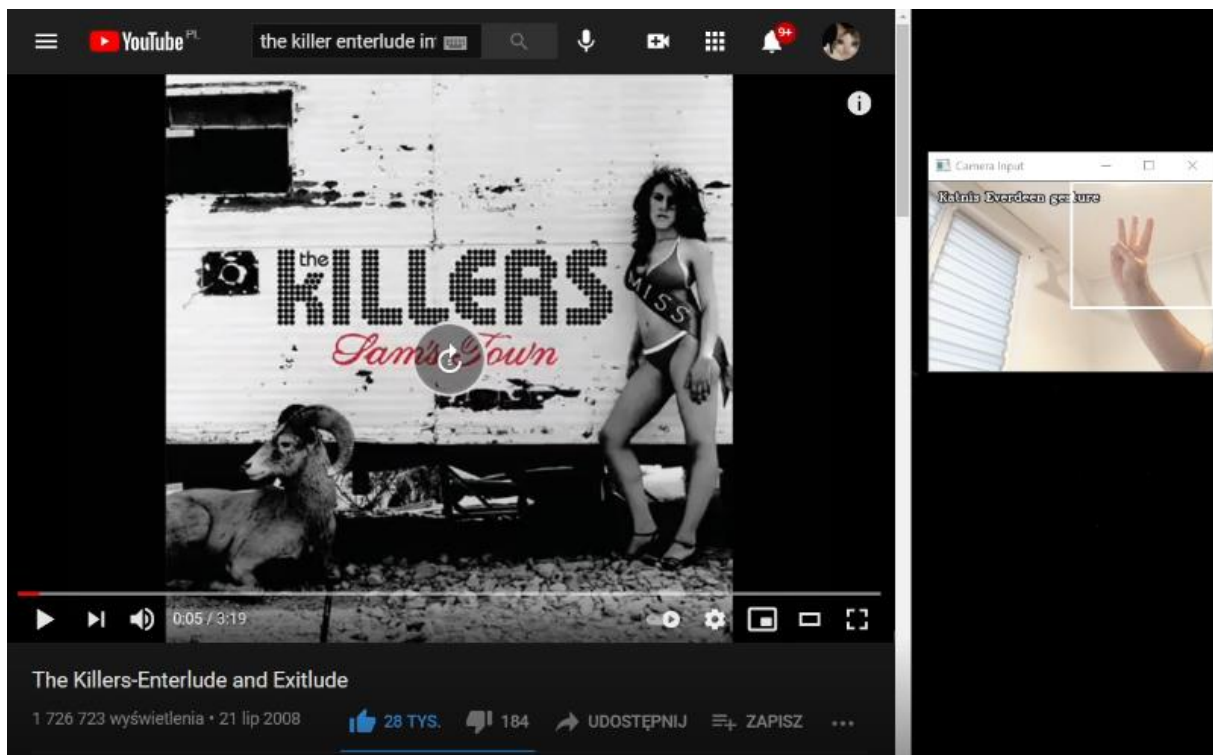 YouTube PL
the killer enterlude in
9+
the KILLERS
Sam's Town
MISS
0:05 / 3:19
The Killers-Enterlude and Exitlude
1 726 723 wyświetlenia • 21 lip 2008
28 TYS. 184 UDOSTĘPNIJ ZAPISZ
Camera Input
Katnis Everdeen gesture